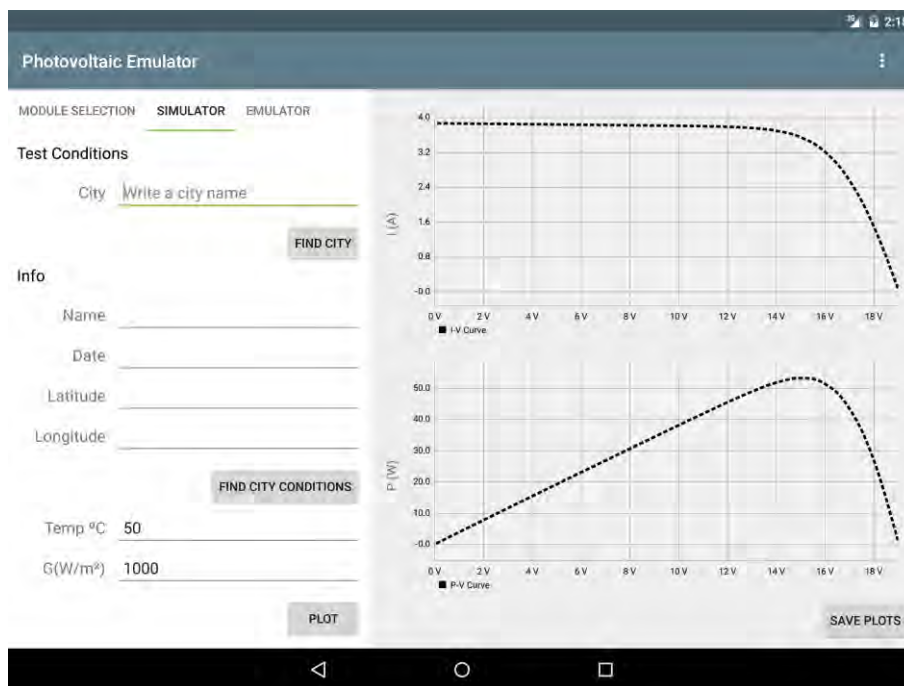 3G 2:15
Photovoltaic Emulator
MODULE SELECTION SIMULATOR EMULATOR
Test Conditions
City Write a city name
FIND CITY
Info
Name
Date
Latitude
Longitude
FIND CITY CONDITIONS
Temp ºC 50
G(W/m²) 1000
PLOT
4.0
3.2
2.4
1.6
0.8
-0.0
I (A)
0 V 2 V 4 V 6 V 8 V 10 V 12 V 14 V 16 V 18 V
I-V Curve
50.0
40.0
30.0
20.0
10.0
-0.0
P (W)
0 V 2 V 4 V 6 V 8 V 10 V 12 V 14 V 16 V 18 V
P-V Curve
SAVE PLOTS